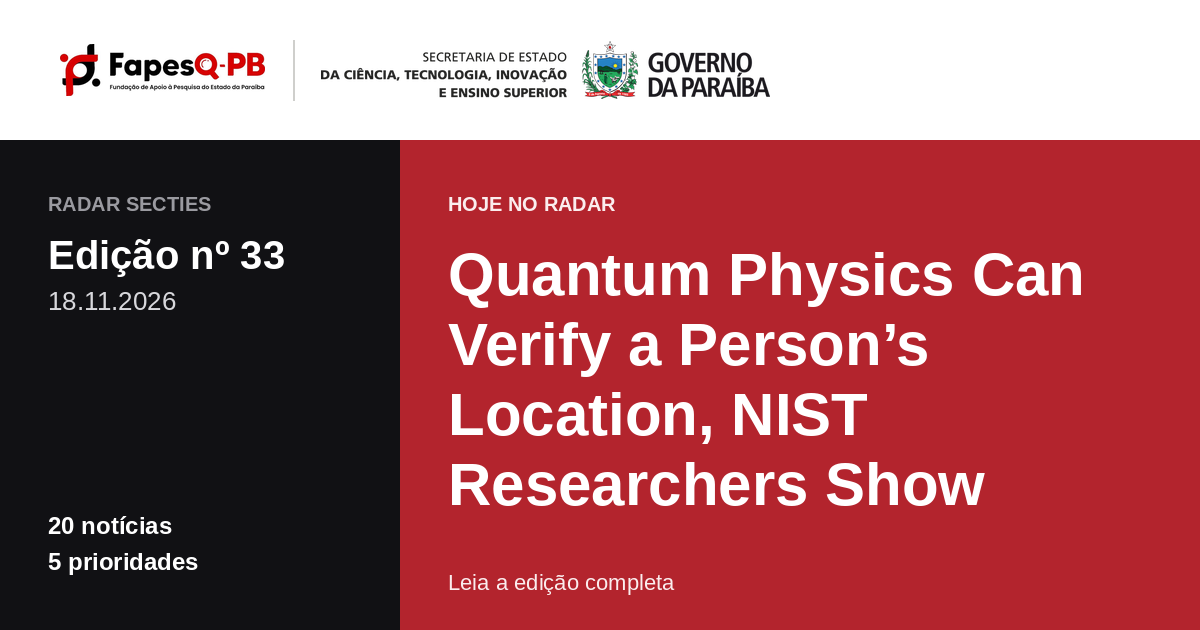 FapesQ-PB
Fundação de Apoio à Pesquisa do Estado da Paraíba
SECRETARIA DE ESTADO
DA CIÊNCIA, TECNOLOGIA, INOVAÇÃO
E ENSINO SUPERIOR
GOVERNO
DA PARAÍBA
RADAR SECTIES
Edição nº 33
18.11.2026
20 notícias
5 prioridades
HOJE NO RADAR
Quantum Physics Can
Verify a Person’s
Location, NIST
Researchers Show
Leia a edição completa